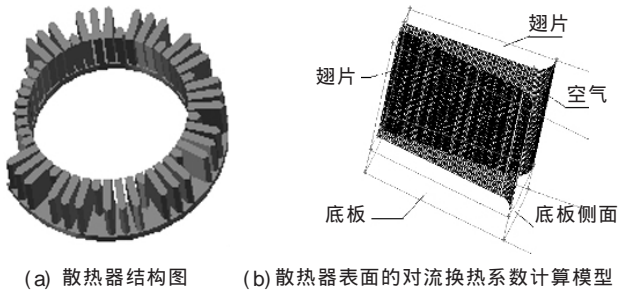 翅片
翅片
空气
底板
底板侧面
(a) 散热器结构图
(b)散热器表面的对流换热系数计算模型